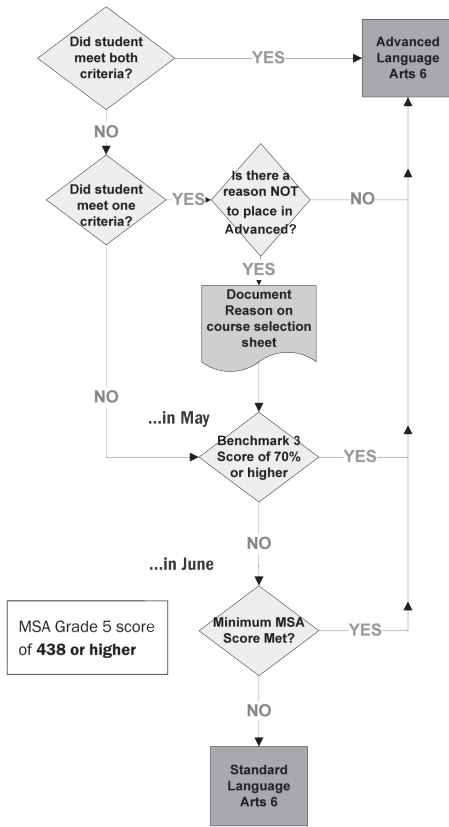 Did student
meet both
criteria?
YES
Advanced
Language
Arts 6
NO
Did student
meet one
criteria?
YES
Is there a
reason NOT
to place in
Advanced?
NO
YES
Document
Reason on
course selection
sheet
NO
...in May
Benchmark 3
Score of 70%
or higher
YES
NO
...in June
MSA Grade 5 score
of 438 or higher
Minimum MSA
Score Met?
YES
NO
Standard
Language
Arts 6